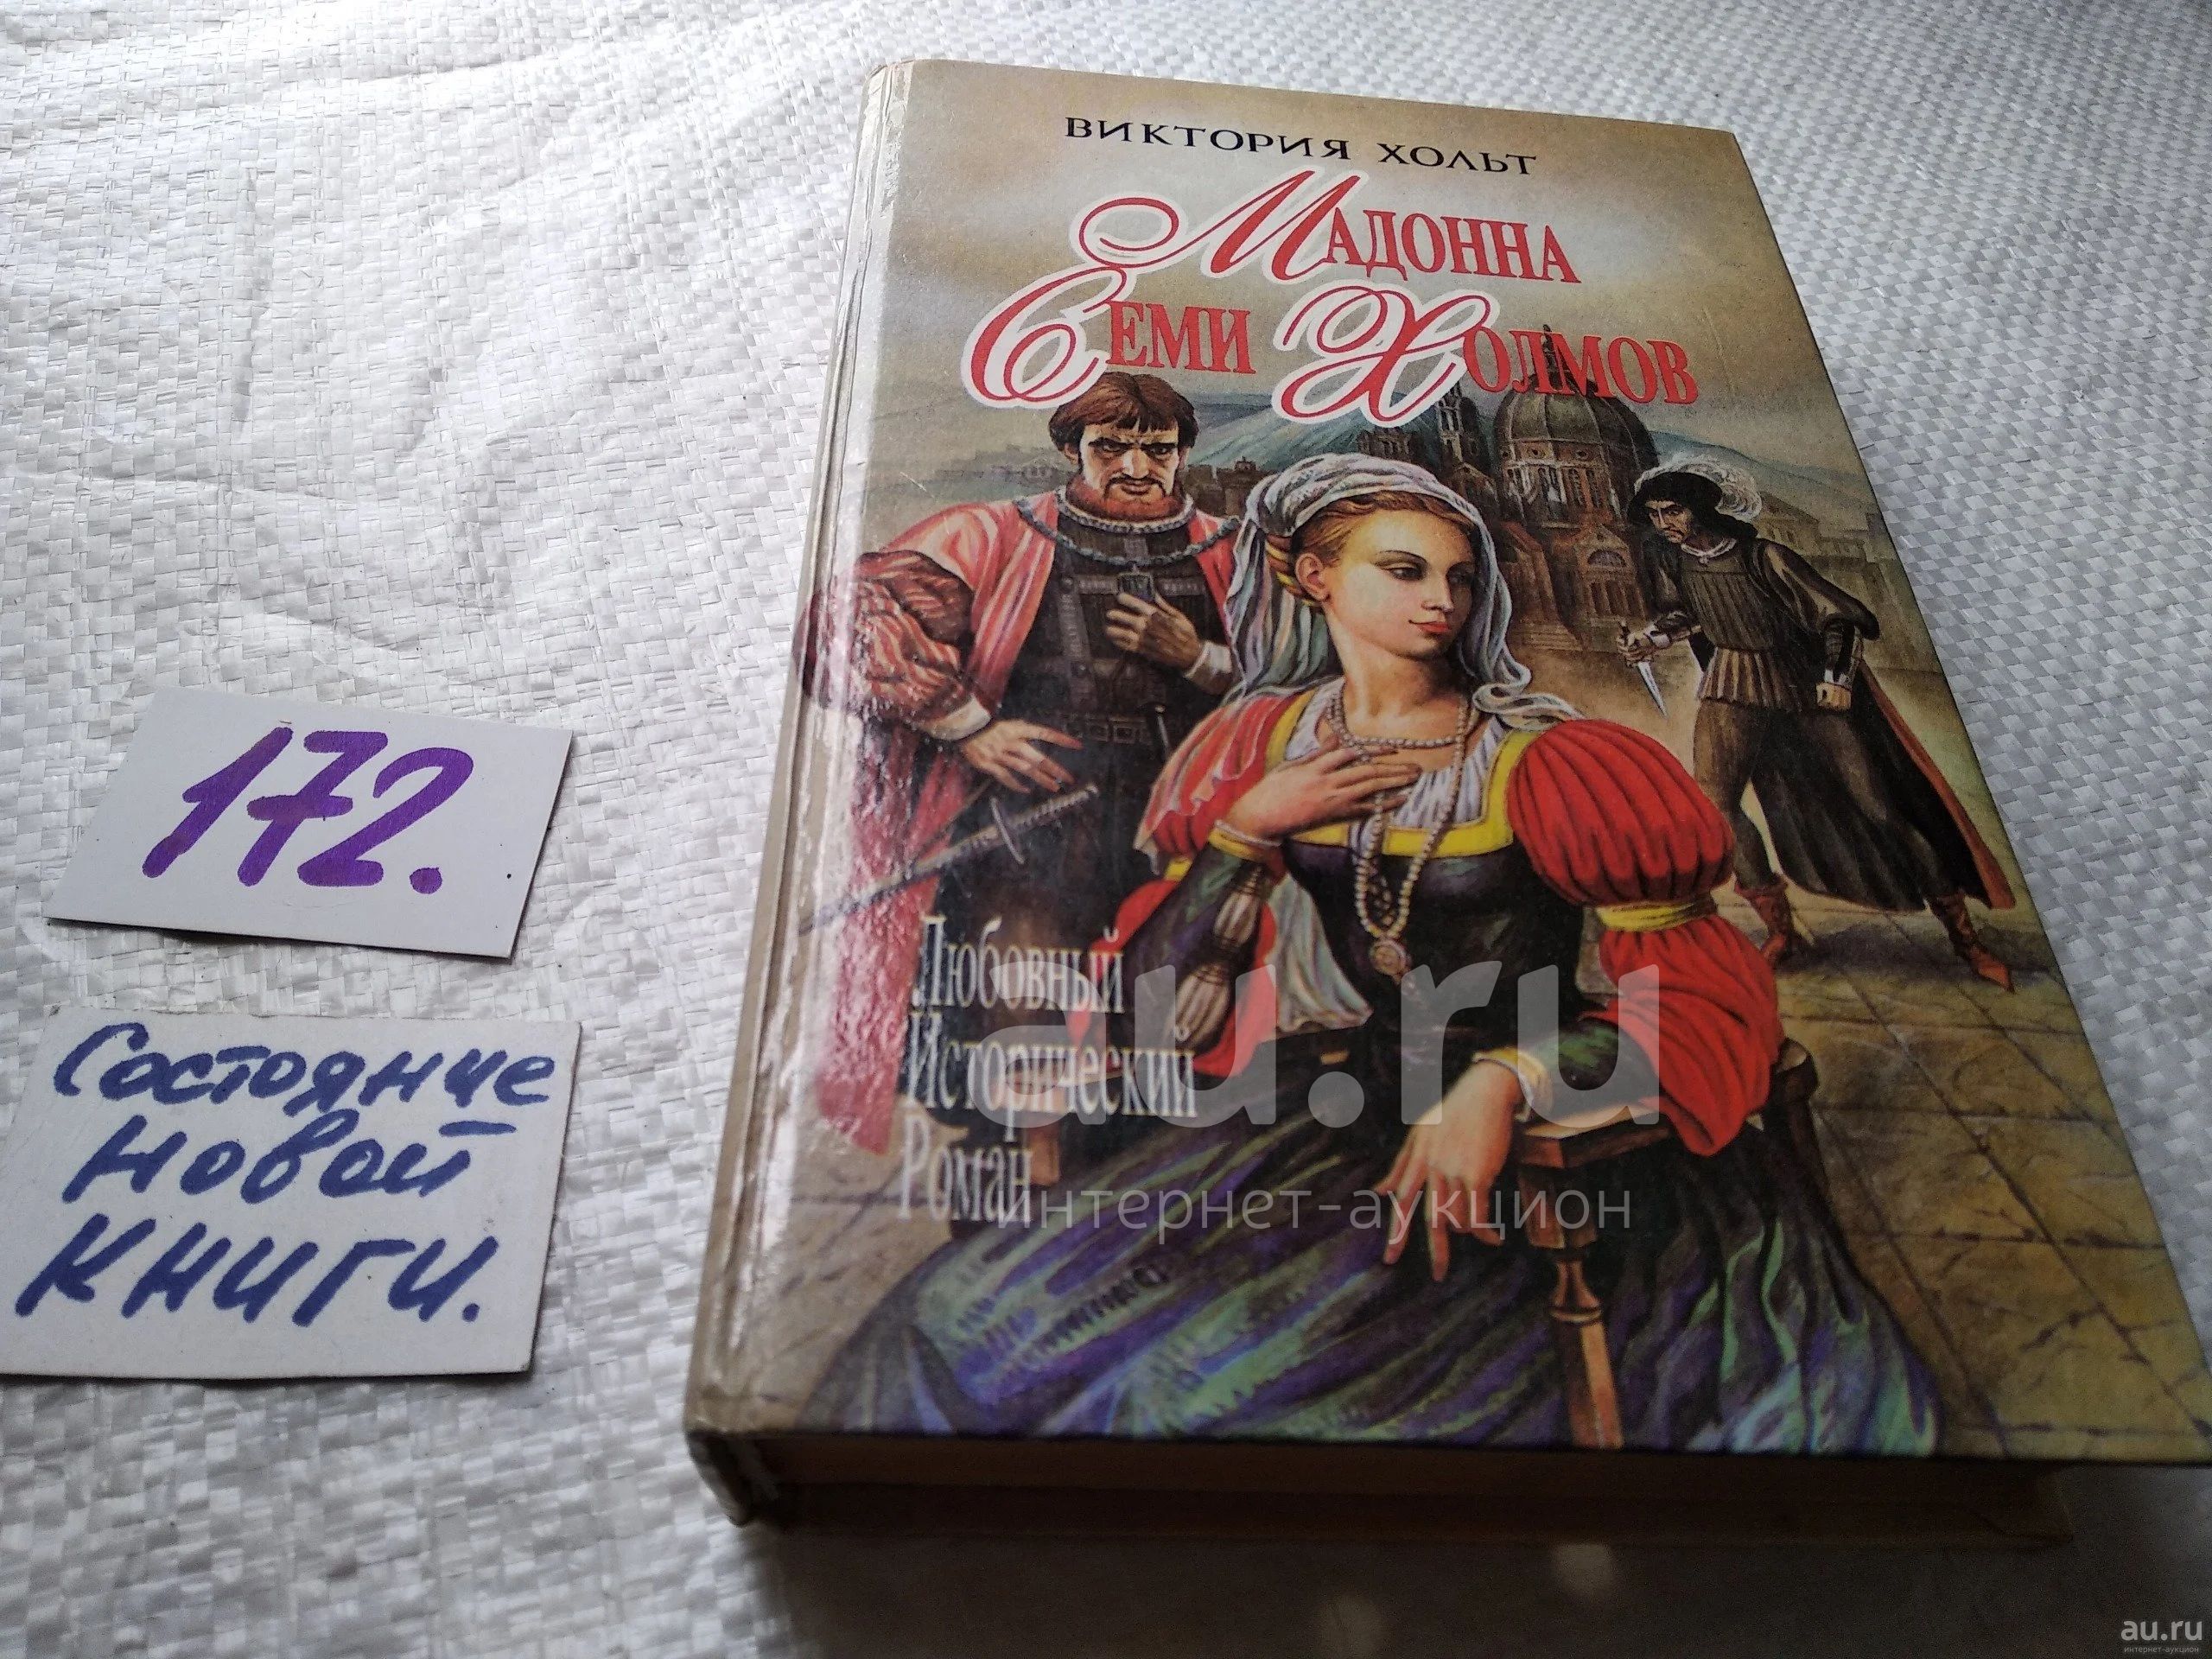 ВИКТОРИЯ ХОЛЬТ
МАДОННА
СЕМИ ХОЛМОВ
Любовный
Исторический
Роман
172.
Состояние
новой
книги.
au.ru
интернет-аукцион
au.ru
интернет-аукцион